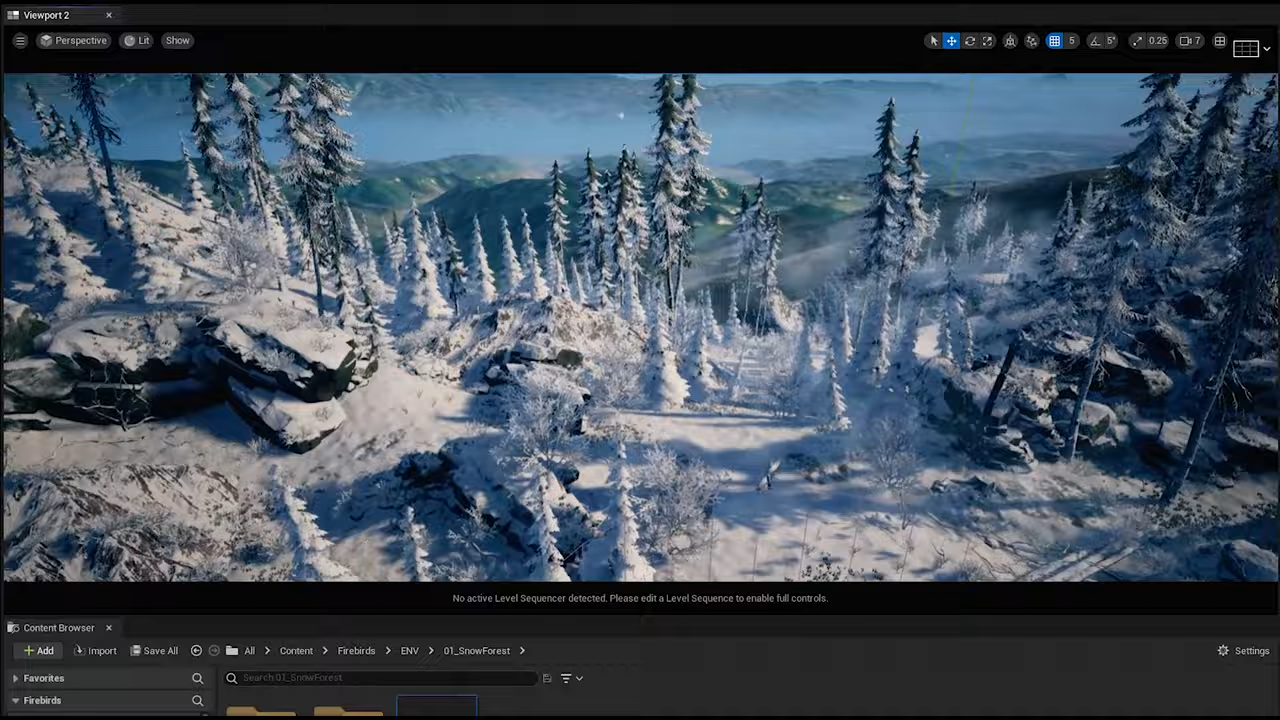 Viewport 2
Perspective Lit Show 5 5° 0.25 7
No active Level Sequencer detected. Please edit a Level Sequence to enable full controls.
Content Browser
+ Add Import Save All All Content Firebirds ENV 01_SnowForest Settings
Favorites Search 01_SnowForest
Firebirds